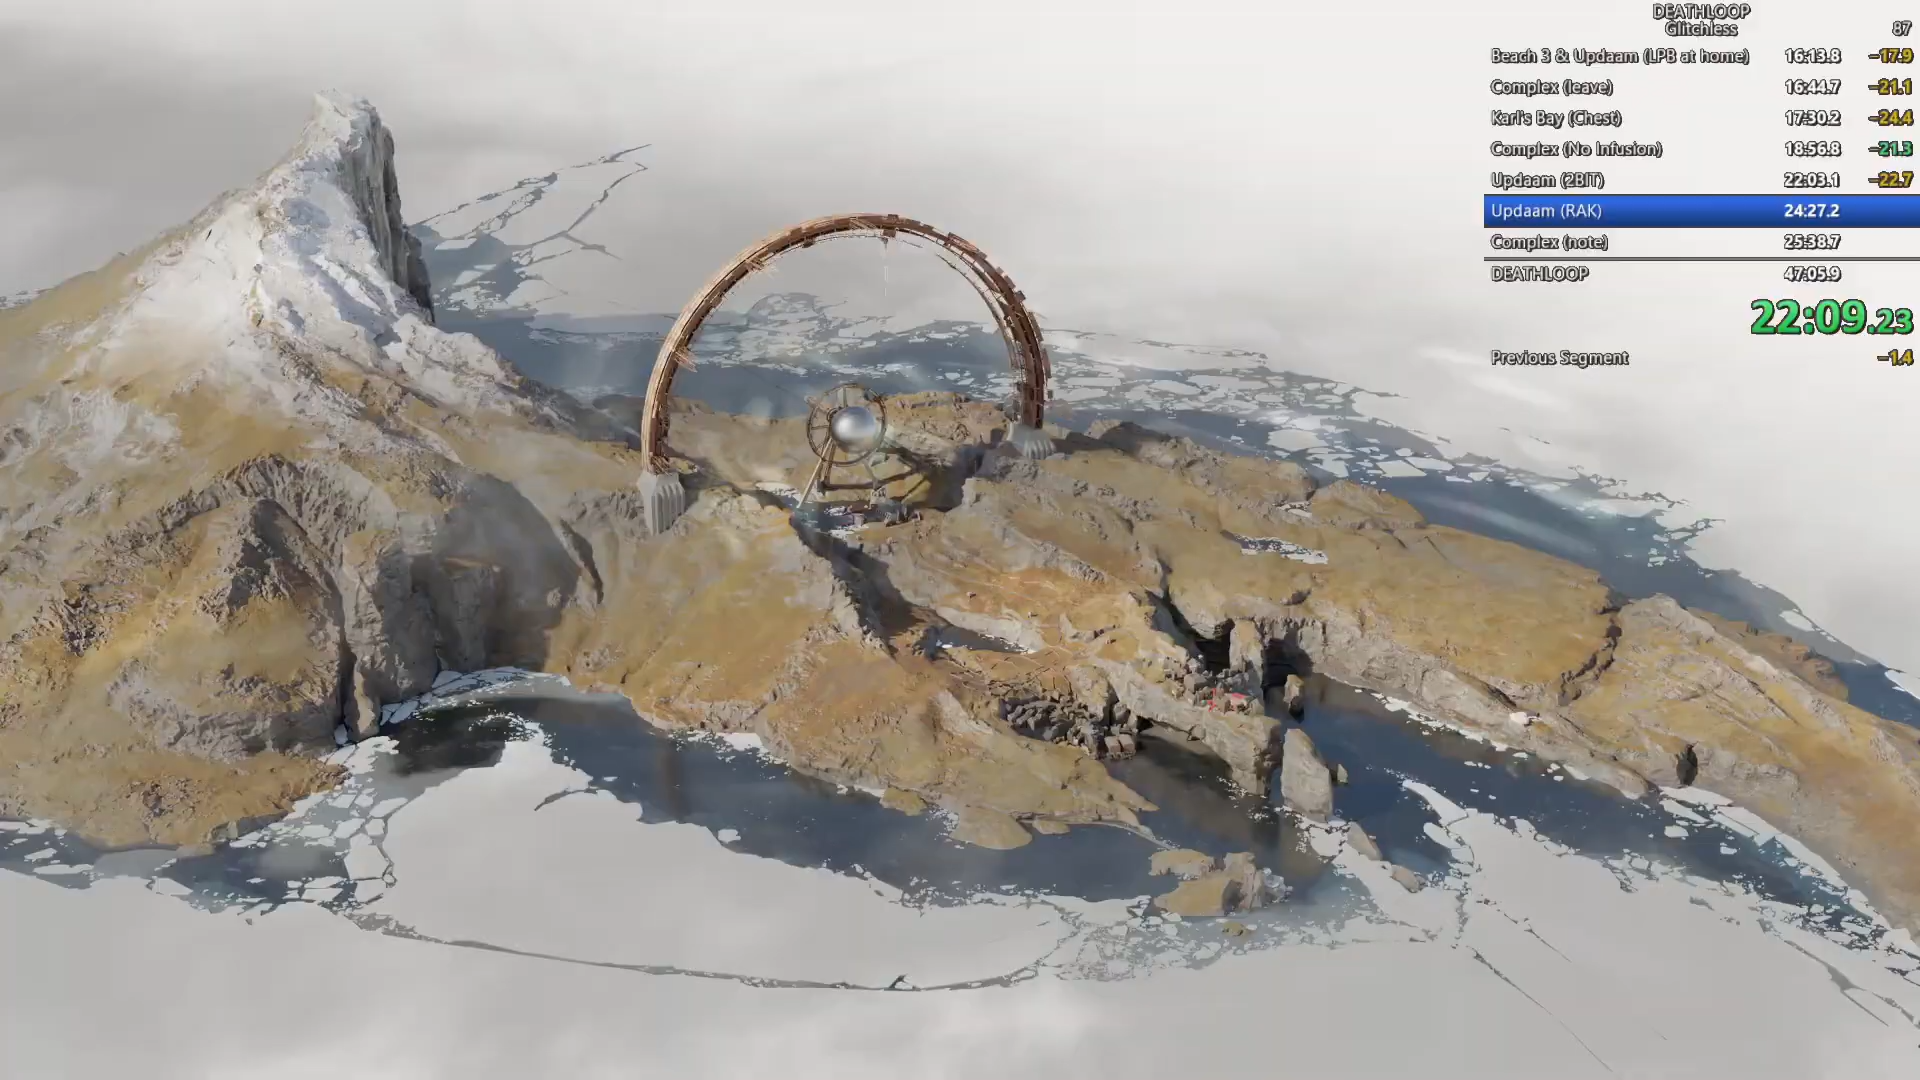 DEATHLOOP
Glitchless 87
Beach 3 & Updaam (LPB at home) 16:13.8 -17.9
Complex (leave) 16:44.7 -21.1
Karl's Bay (Chest) 17:30.2 -24.4
Complex (No Infusion) 18:56.8 -21.3
Updaam (2BIT) 22:03.1 -22.7
Updaam (RAK) 24:27.2
Complex (note) 25:38.7
DEATHLOOP 47:05.9
22:09.23
Previous Segment -1.4